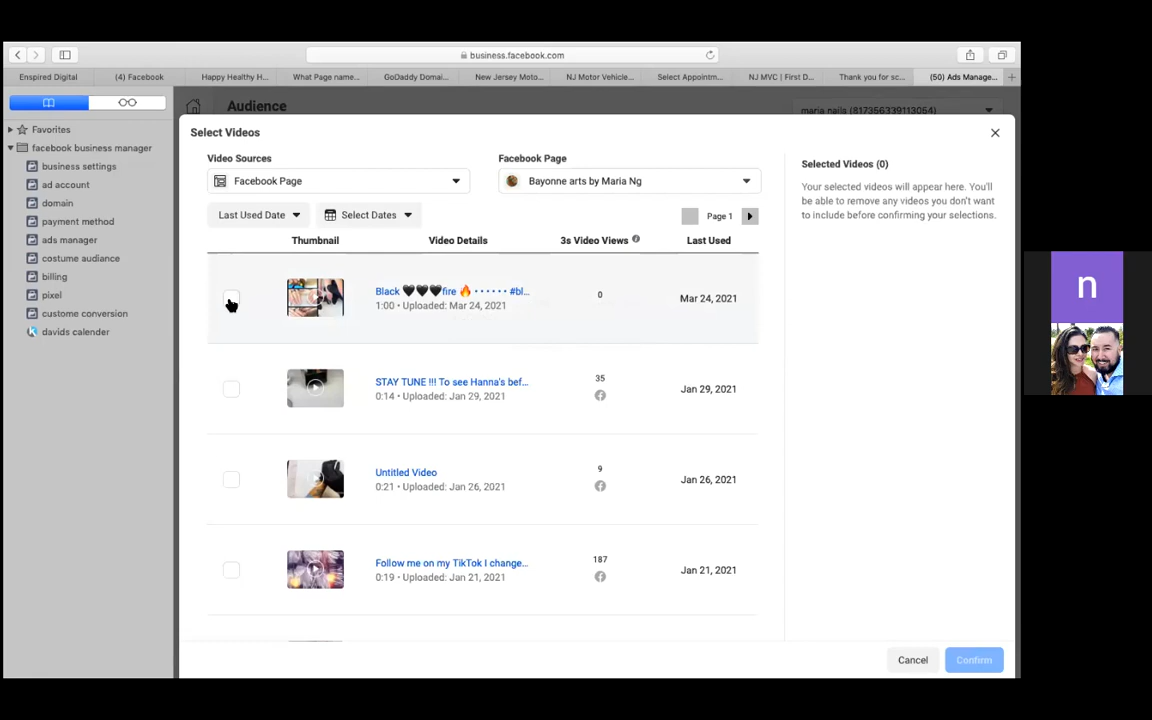 business.facebook.com
Enspired Digital
(4) Facebook
Happy Healthy H...
What Page name...
GoDaddy Domai...
New Jersey Moto...
NJ Motor Vehicle...
Select Appointm...
NJ MVC | First D...
Thank you for sc...
(50) Ads Manage...
Favorites
facebook business manager
business settings
ad account
domain
payment method
ads manager
costume audiance
billing
pixel
custome conversion
davids calender
Audience
maria nails (817356339113054)
Select Videos
Video Sources
Facebook Page
Facebook Page
Bayonne arts by Maria Ng
Last Used Date
Select Dates
Page 1
Thumbnail
Video Details
3s Video Views
Last Used
Black 🖤🖤🖤fire 🔥 • • • • • • #bl...
1:00 • Uploaded: Mar 24, 2021
0
Mar 24, 2021
STAY TUNE !!! To see Hanna's bef...
0:14 • Uploaded: Jan 29, 2021
35
Jan 29, 2021
Untitled Video
0:21 • Uploaded: Jan 26, 2021
9
Jan 26, 2021
Follow me on my TikTok I change...
0:19 • Uploaded: Jan 21, 2021
187
Jan 21, 2021
Selected Videos (0)
Your selected videos will appear here. You'll
be able to remove any videos you don't want
to include before confirming your selections.
Cancel
Confirm
n